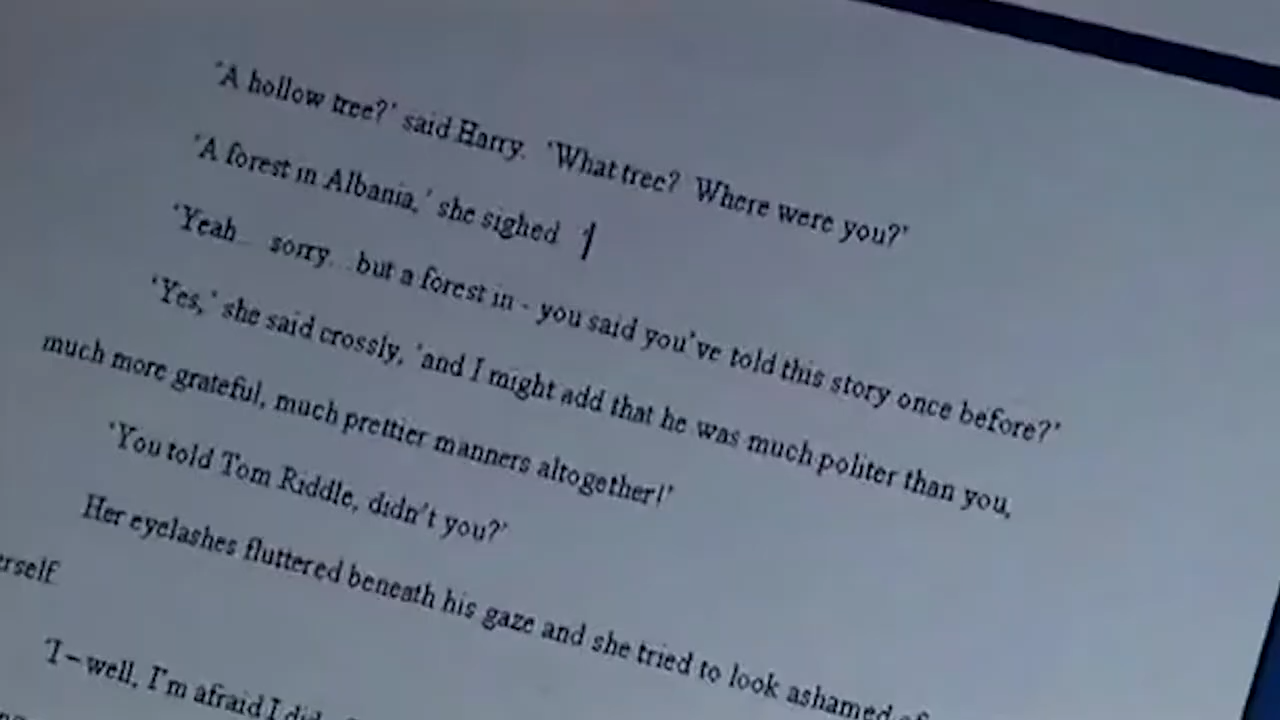 'A hollow tree?' said Harry. 'What tree? Where were you?'
'A forest in Albania,' she sighed.
'Yeah... sorry...but a forest in - you said you've told this story once before?'
'Yes,' she said crossly, 'and I might add that he was much politer than you,
much more grateful, much prettier manners altogether!'
'You told Tom Riddle, didn't you?'
Her eyelashes fluttered beneath his gaze and she tried to look ashamed of
erself.
'I – well, I'm afraid I did